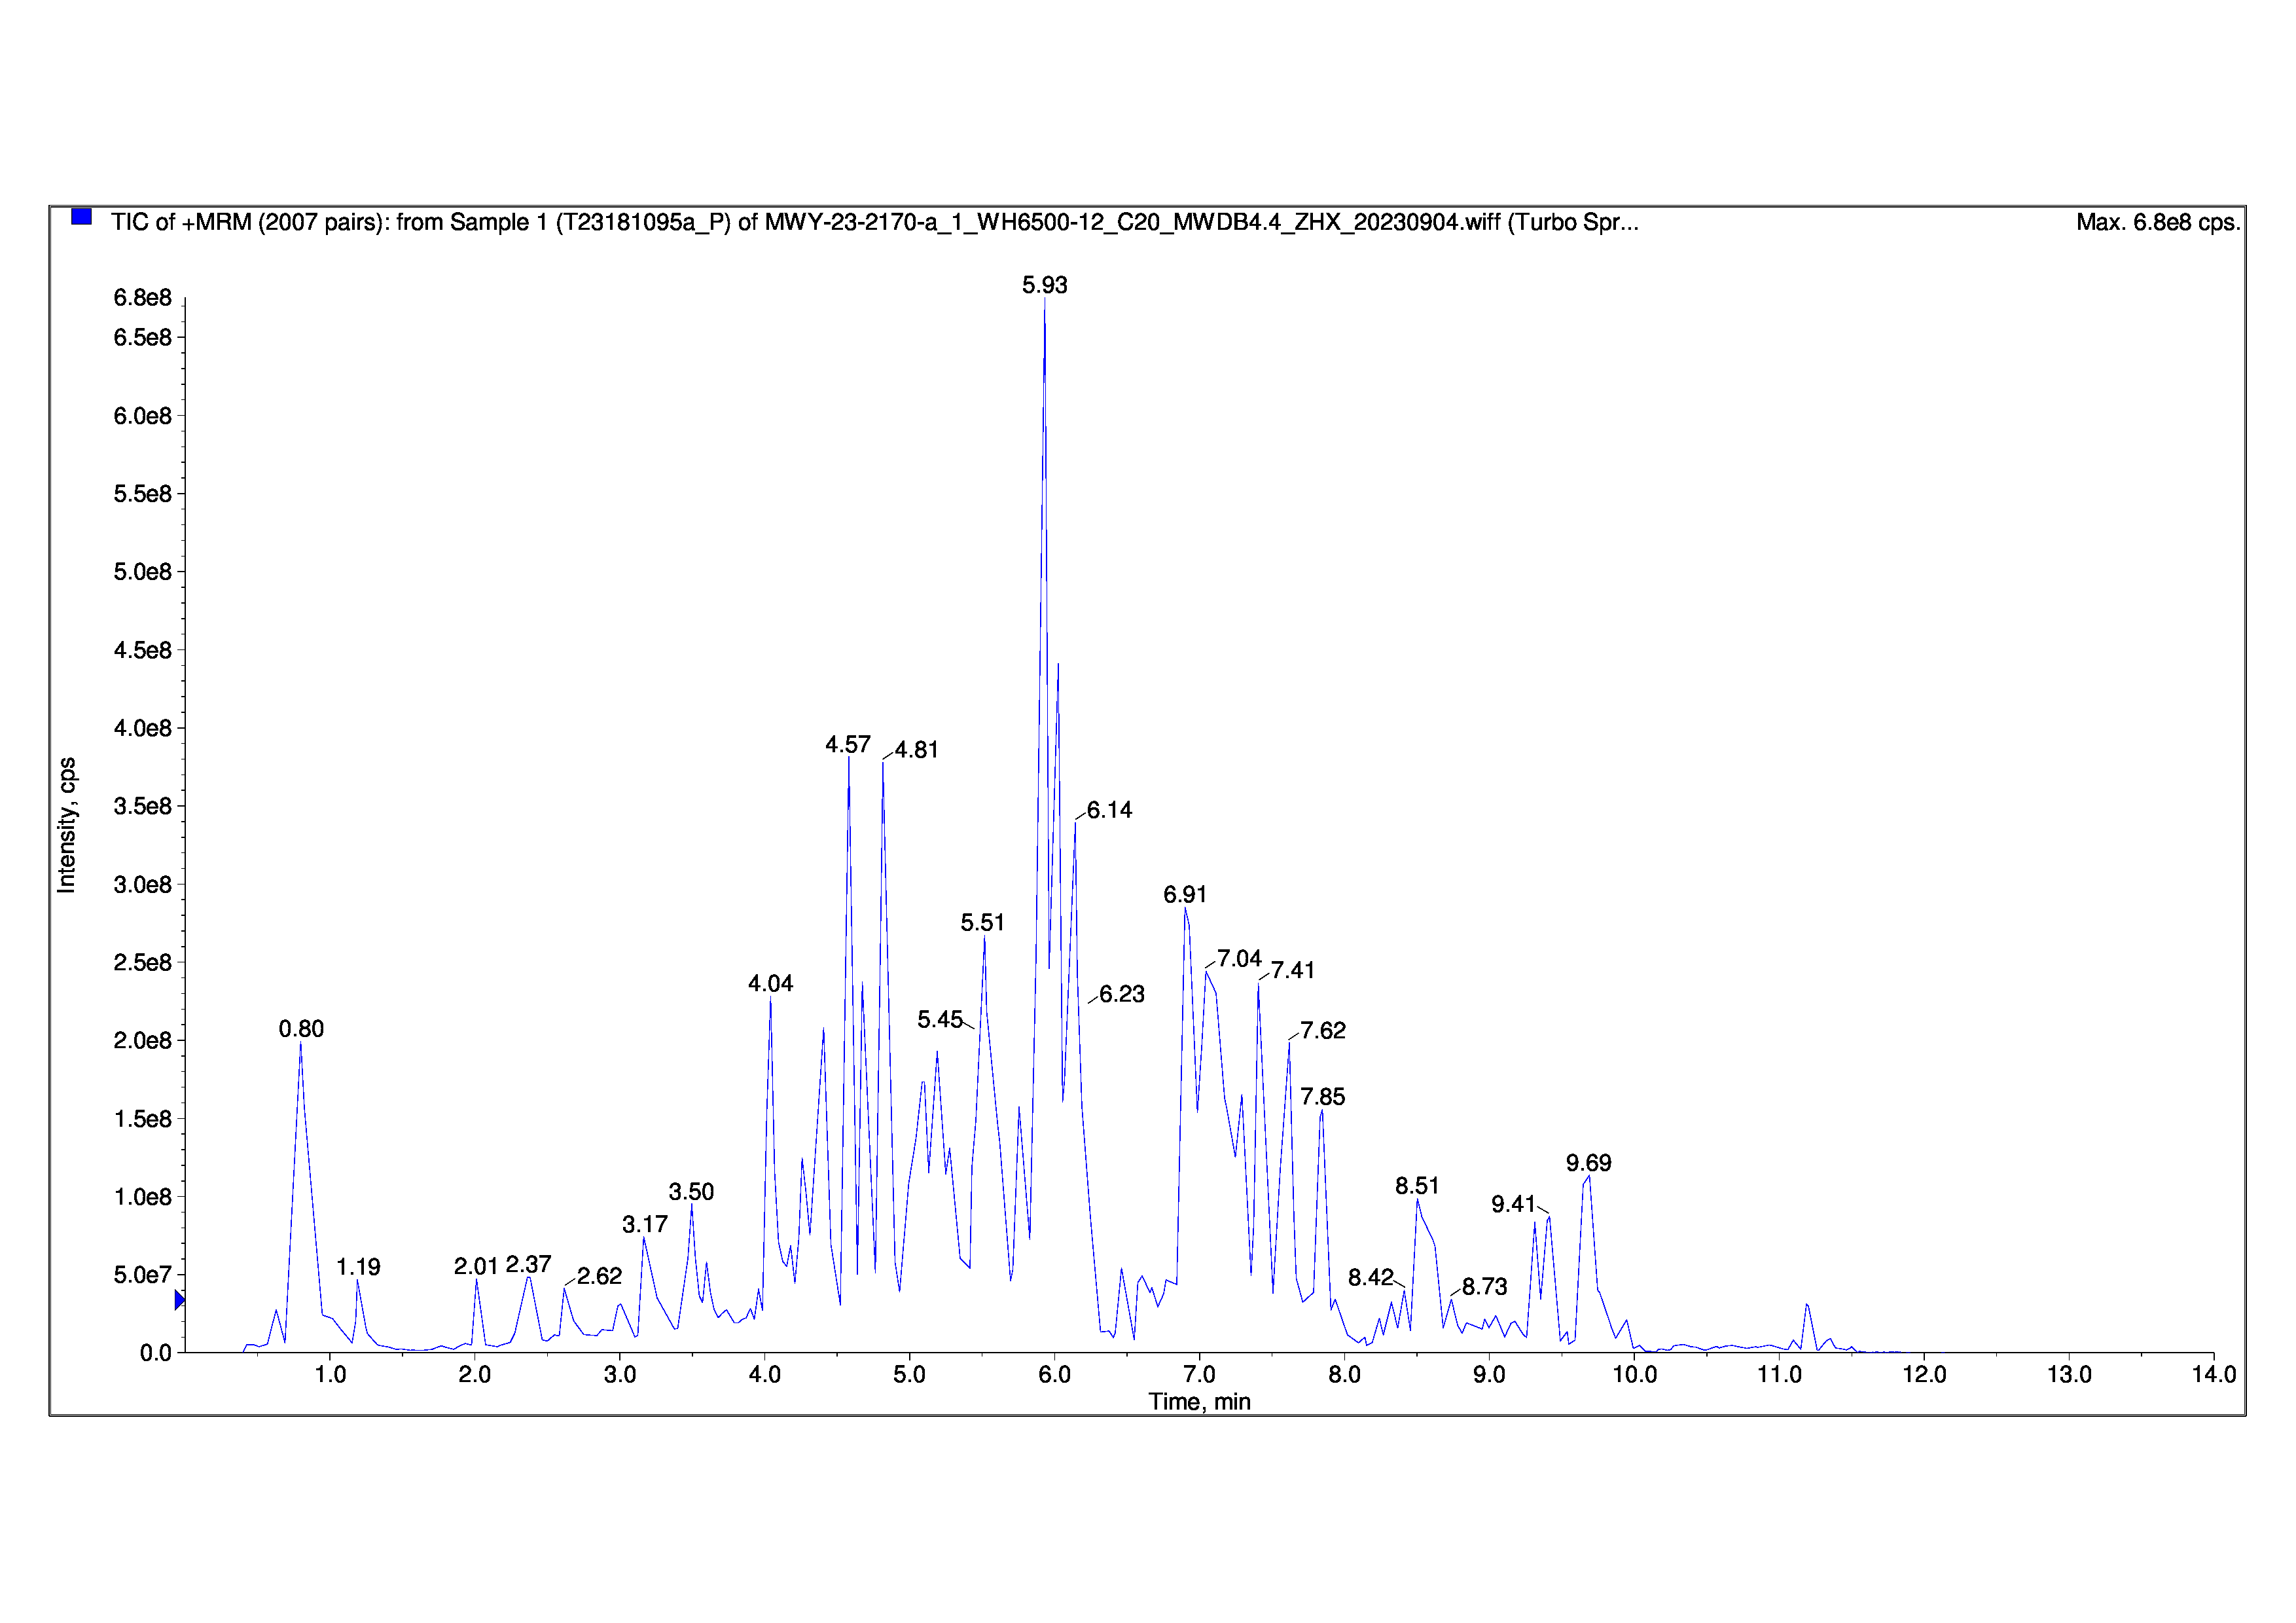 TIC of +MRM (2007 pairs): from Sample 1 (T23181095a_P) of MWY-23-2170-a_1_WH6500-12_C20_MWDB4.4_ZHX_20230904.wiff (Turbo Spr...
Max. 6.8e8 cps.
5.93
6.8e8
6.5e8
6.0e8
5.5e8
5.0e8
4.5e8
4.0e8
4.57
4.81
3.5e8
6.14
3.0e8
6.91
5.51
2.5e8
7.04
7.41
4.04
6.23
5.45
0.80
7.62
2.0e8
7.85
1.5e8
9.69
3.50
8.51
1.0e8
9.41
3.17
1.19
2.01
2.37
2.62
8.42
8.73
5.0e7
0.0
Intensity, cps
1.0
2.0
3.0
4.0
5.0
6.0
7.0
8.0
9.0
10.0
11.0
12.0
13.0
14.0
Time, min